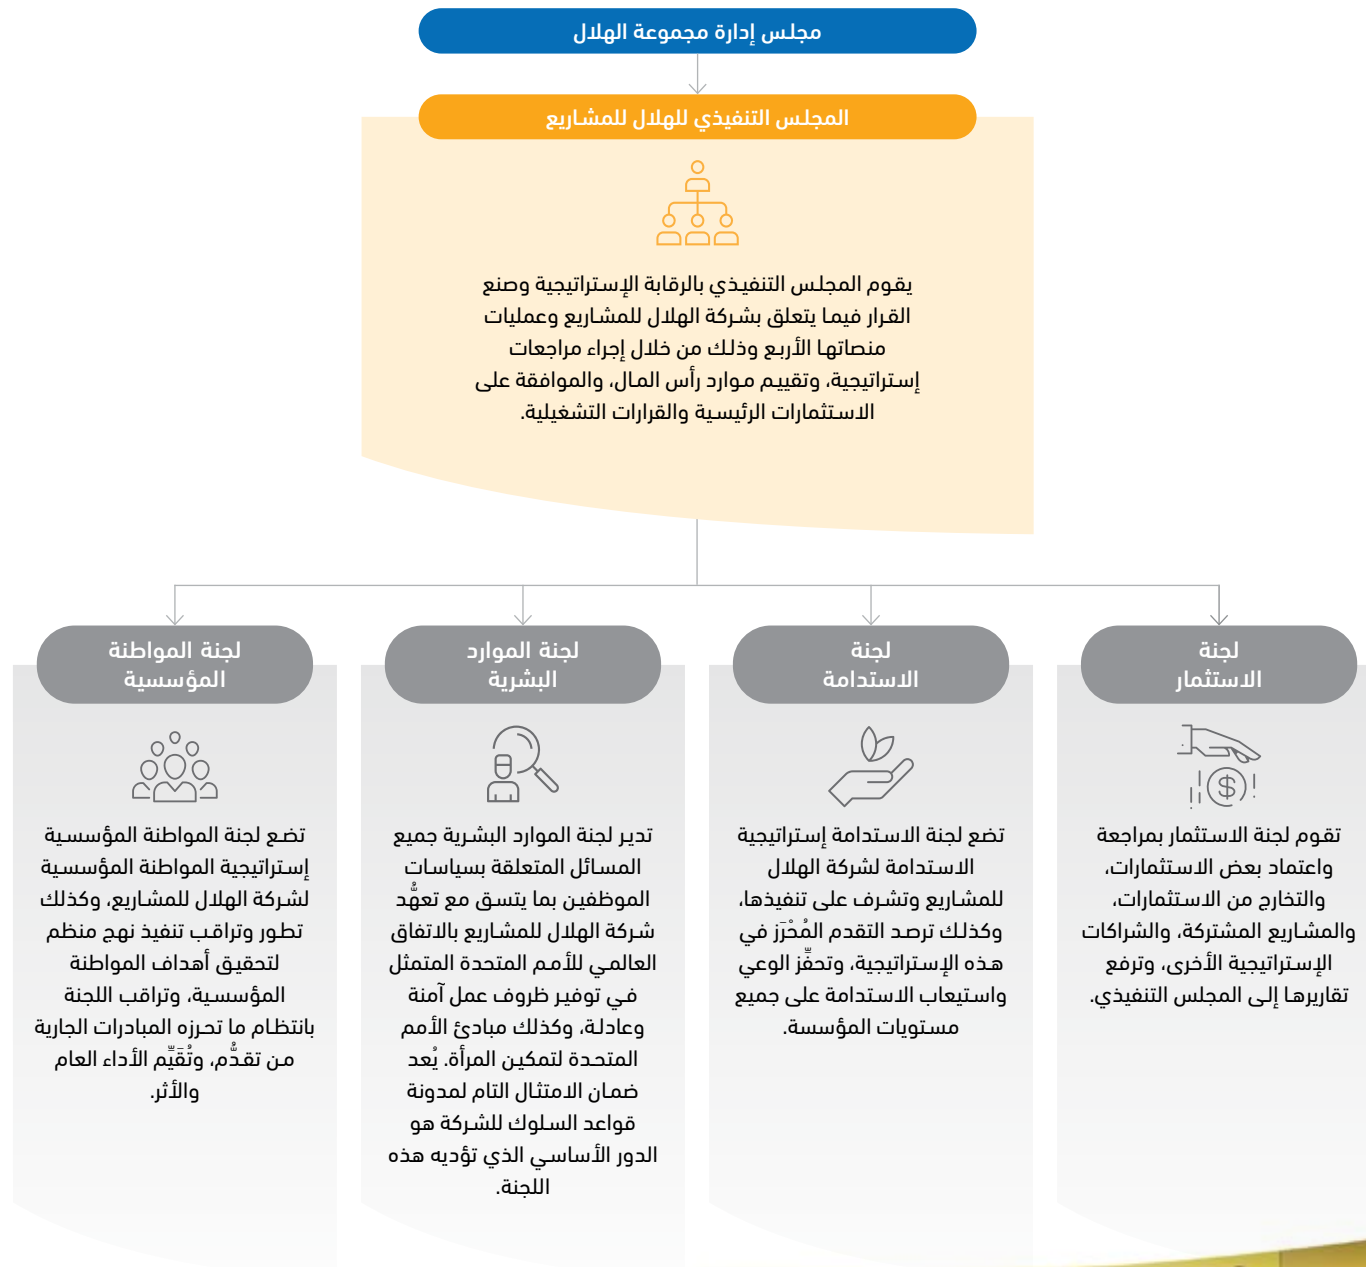 مجلس إدارة مجموعة الهلال
المجلس التنفيذي للهلال للمشاريع
يقوم المجلس التنفيذي بالرقابة الإستراتيجية وصنع
القرار فيما يتعلق بشركة الهلال للمشاريع وعمليات
منصاتها الأربع وذلك من خلال إجراء مراجعات
إستراتيجية، وتقييم موارد رأس المال، والموافقة على
الاستثمارات الرئيسية والقرارات التشغيلية.
لجنة
الاستثمار
تقوم لجنة الاستثمار بمراجعة
واعتماد بعض الاستثمارات،
والتخارج من الاستثمارات،
والمشاريع المشتركة، والشراكات
الإستراتيجية الأخرى، وترفع
تقاريرها إلى المجلس التنفيذي.
لجنة
الاستدامة
تضع لجنة الاستدامة إستراتيجية
الاستدامة لشركة الهلال
للمشاريع وتشرف على تنفيذها،
وكذلك ترصد التقدم المُحْرَز في
هذه الإستراتيجية، وتحفِّز الوعي
واستيعاب الاستدامة على جميع
مستويات المؤسسة.
لجنة الموارد
البشرية
تدير لجنة الموارد البشرية جميع
المسائل المتعلقة بسياسات
الموظفين بما يتسق مع تعهُّد
شركة الهلال للمشاريع بالاتفاق
العالمي للأمم المتحدة المتمثل
في توفير ظروف عمل آمنة
وعادلة، وكذلك مبادئ الأمم
المتحدة لتمكين المرأة. يُعد
ضمان الامتثال التام لمدونة
قواعد السلوك للشركة هو
الدور الأساسي الذي تؤديه هذه
اللجنة.
لجنة المواطنة
المؤسسية
تضع لجنة المواطنة المؤسسية
إستراتيجية المواطنة المؤسسية
لشركة الهلال للمشاريع، وكذلك
تطور وتراقب تنفيذ نهج منظم
لتحقيق أهداف المواطنة
المؤسسية، وتراقب اللجنة
بانتظام ما تحرزه المبادرات الجارية
من تقدُّم، وتُقَيِّم الأداء العام
والأثر.